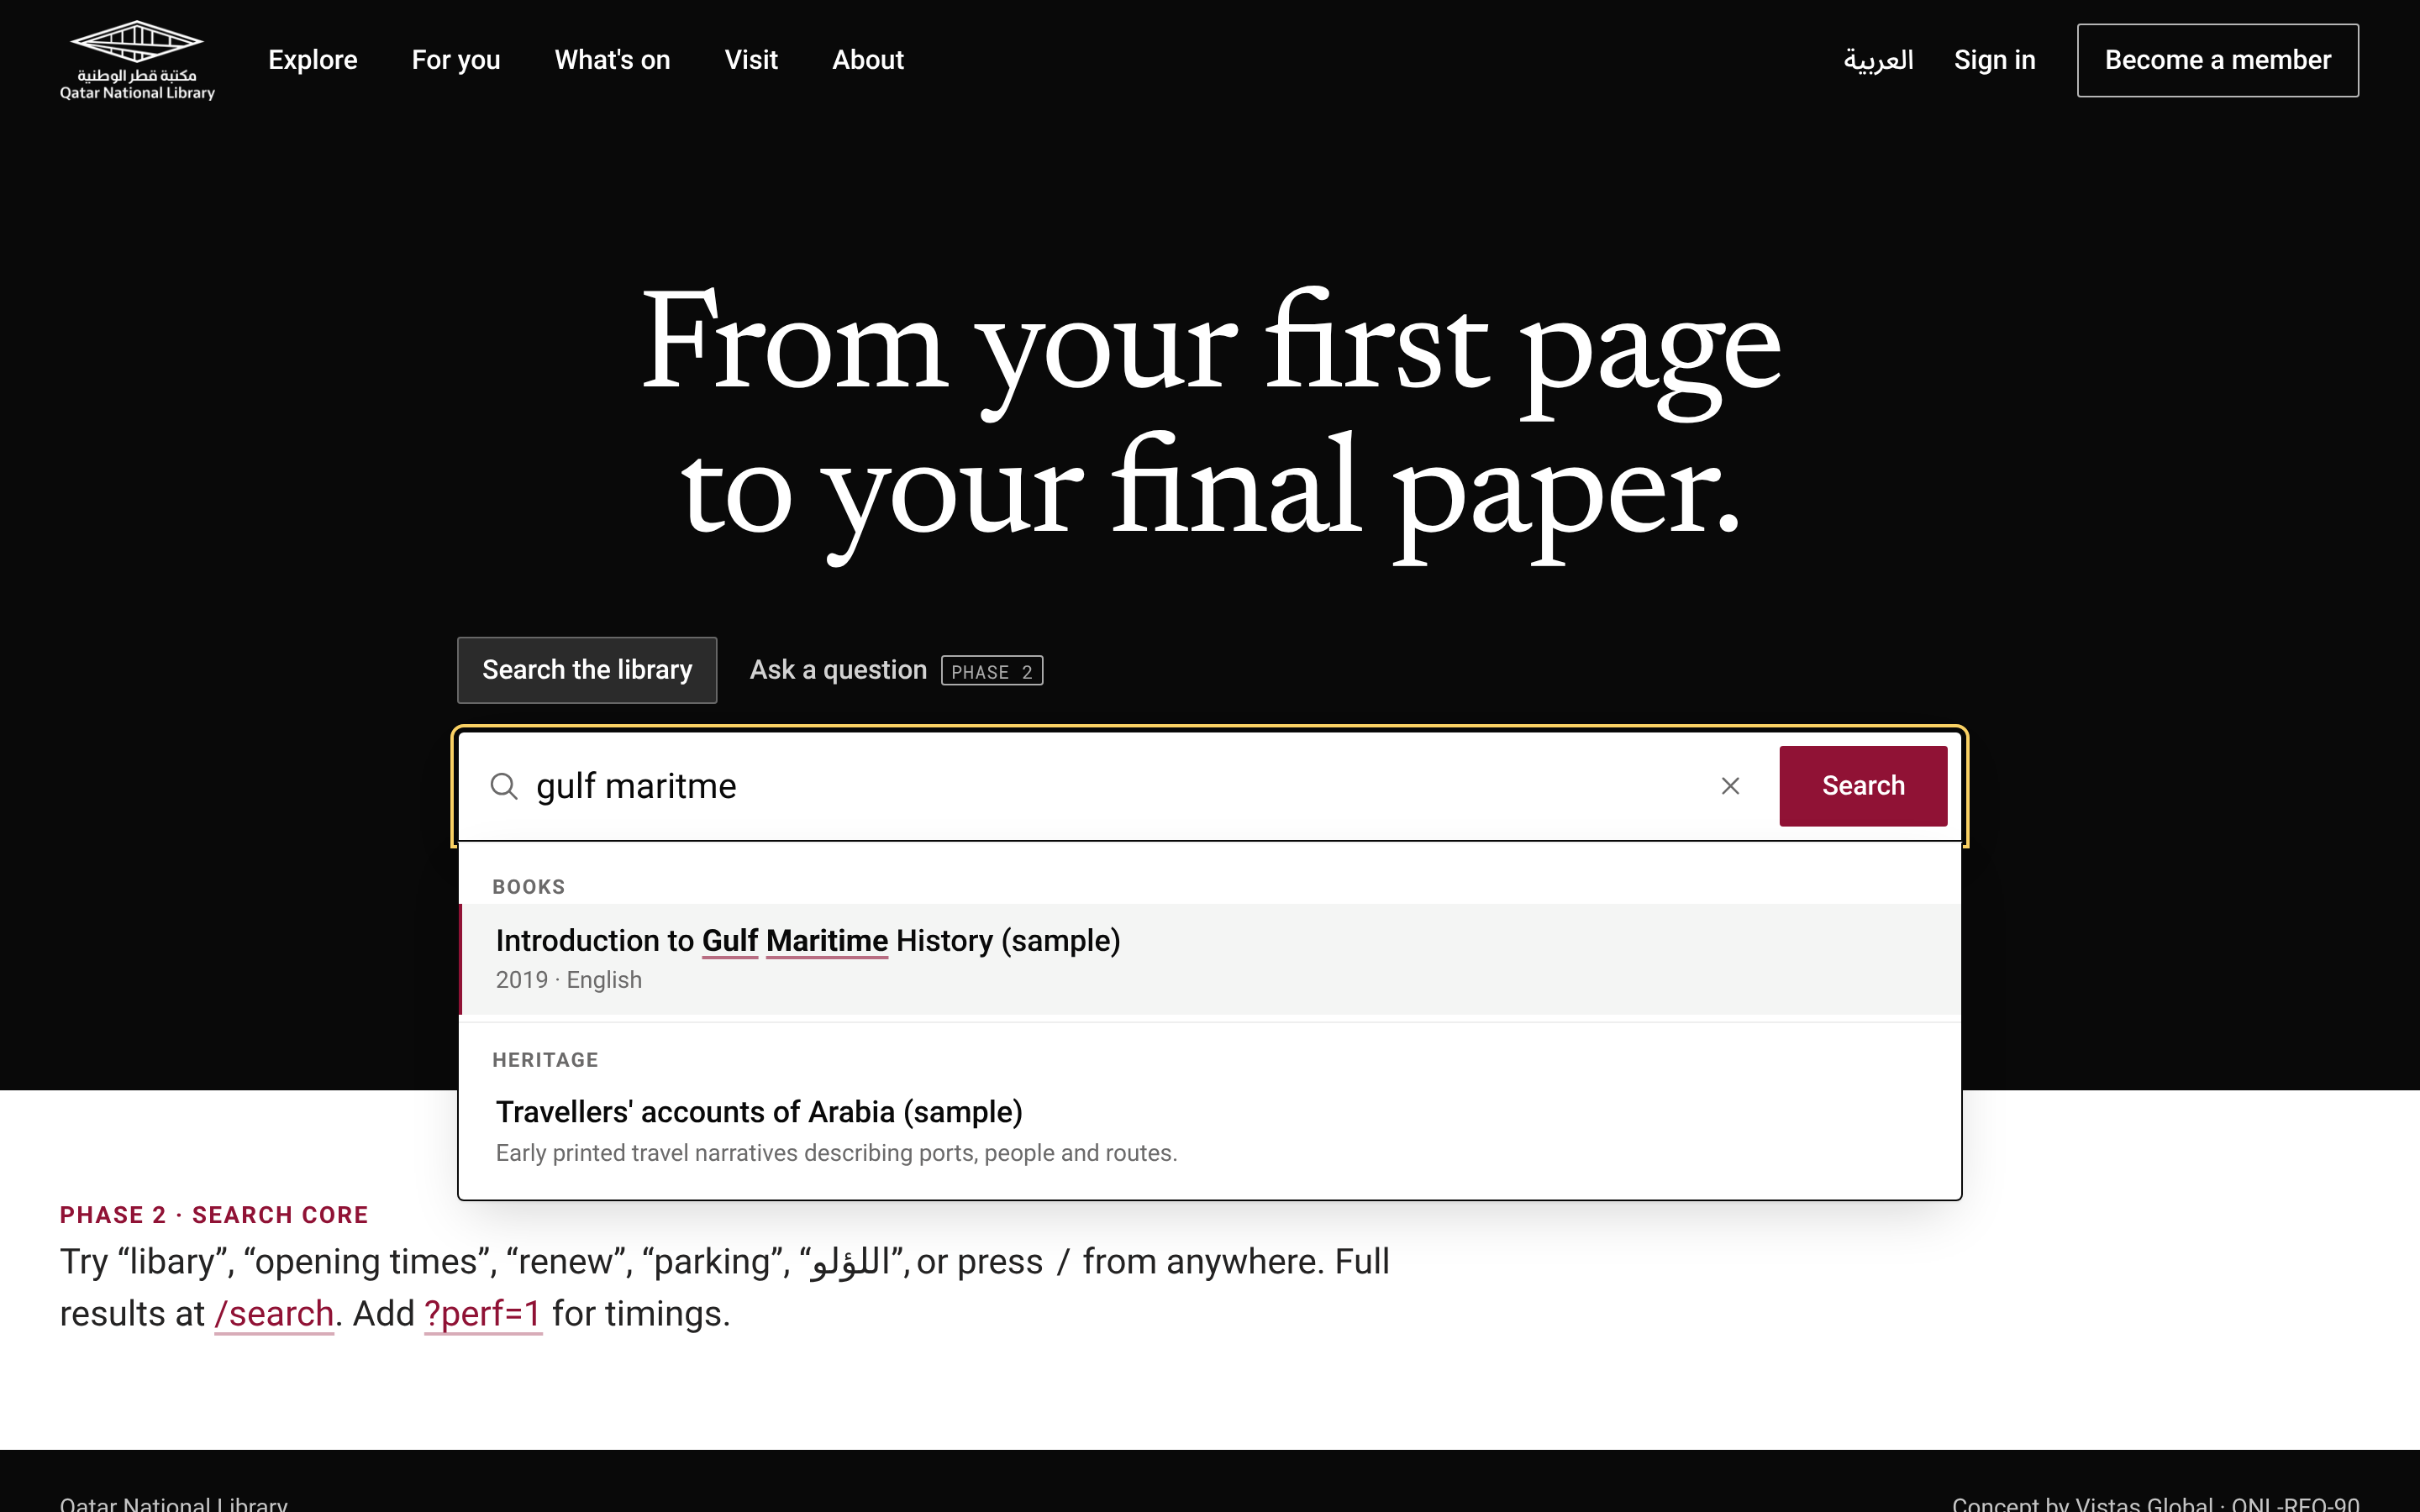 مكتبة قطر الوطنية
Qatar National Library
Explore
For you
What's on
Visit
About
العربية
Sign in
Become a member
From your first page
to your final paper.
Search the library
Ask a question
PHASE 2
gulf maritme
Search
BOOKS
Introduction to Gulf Maritime History (sample)
2019 · English
HERITAGE
Travellers' accounts of Arabia (sample)
Early printed travel narratives describing ports, people and routes.
PHASE 2 · SEARCH CORE
Try “libary”, “opening times”, “renew”, “parking”, “اللؤلو”, or press / from anywhere. Full
results at /search. Add ?perf=1 for timings.
Qatar National Library
Concept by Vistas Global · QNL-RFQ-90